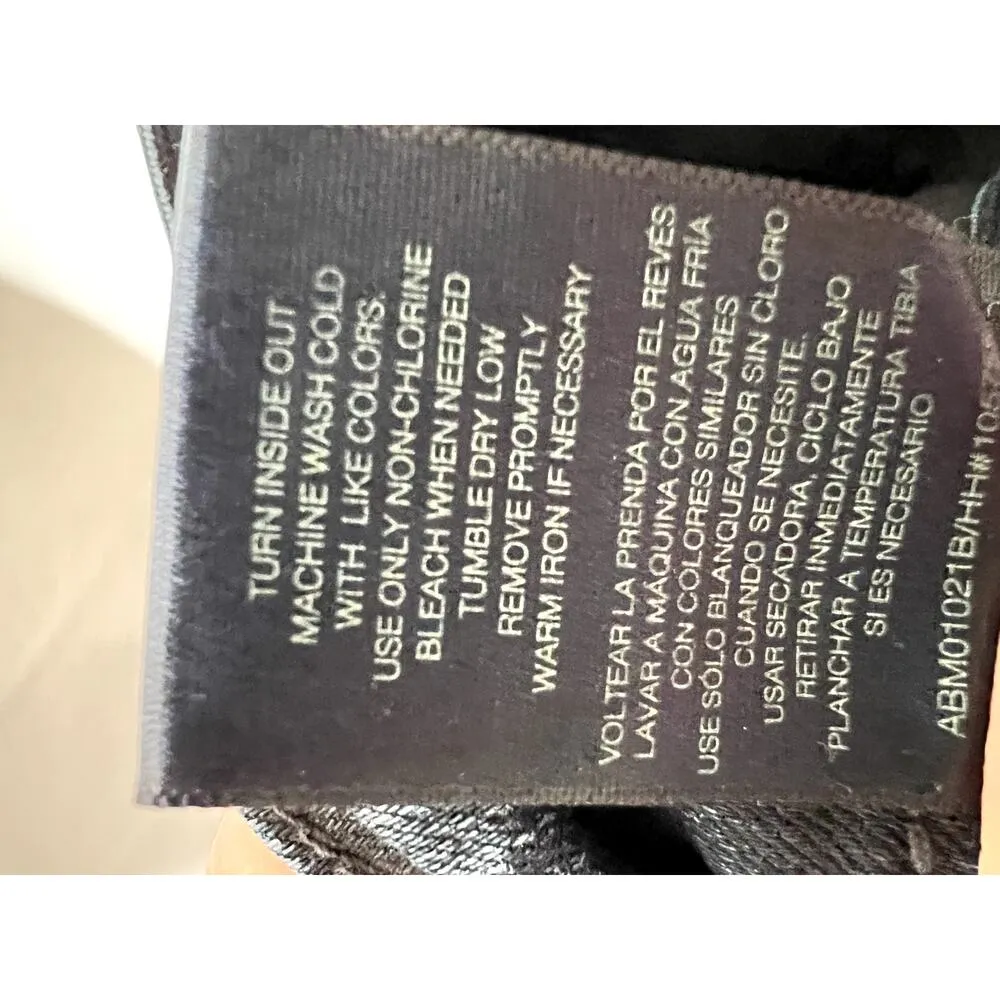 TURN INSIDE OUT
MACHINE WASH COLD
WITH LIKE COLORS.
USE ONLY NON-CHLORINE
BLEACH WHEN NEEDED
TUMBLE DRY LOW
REMOVE PROMPTLY
WARM IRON IF NECESSARY
VOLTEAR LA PRENDA POR EL REVÉS
LAVAR A MÁQUINA CON AGUA FRÍA
CON COLORES SIMILARES
USE SÓLO BLANQUEADOR SIN CLORO
CUANDO SE NECESITE.
USAR SECADORA, CICLO BAJO
RETIRAR INMEDIATAMENTE
PLANCHAR A TEMPERATURA TIBIA
SI ES NECESARIO